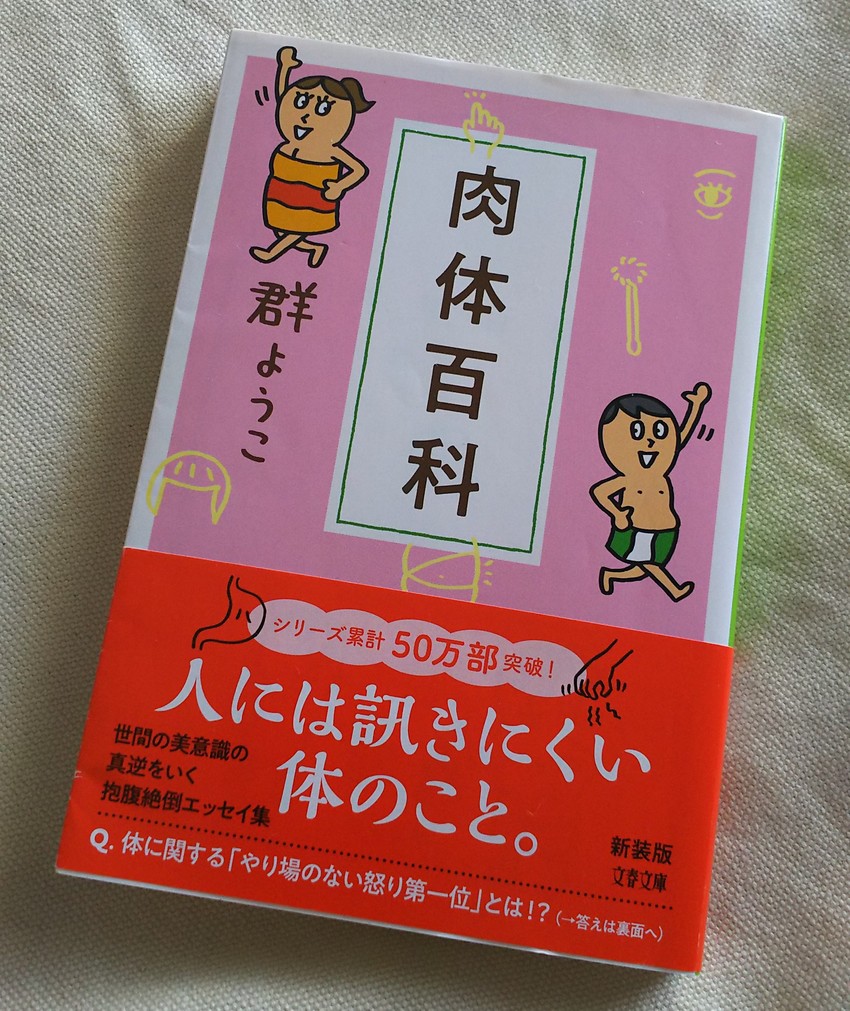 肉体百科
群ようこ
シリーズ累計50万部突破!
人には訊きにくい
体のこと。
世間の美意識の
真逆をいく
抱腹絶倒エッセイ集
新装版
文春文庫
Q. 体に関する「やり場のない怒り第一位」とは!?(→答えは裏面へ)